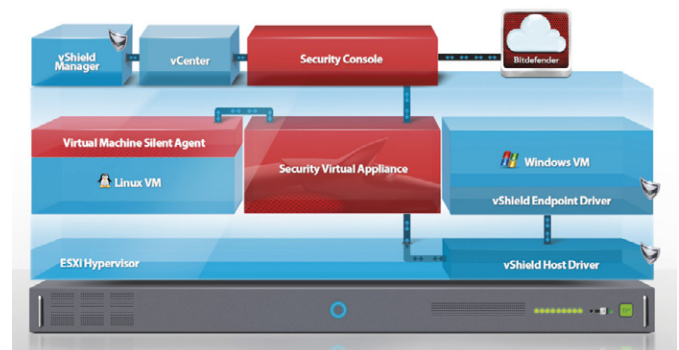 vShield
Manager
vCenter
Security Console
Bitdefender
Virtual Machine Silent Agent
Linux VM
Security Virtual Appliance
Windows VM
vShield Endpoint Driver
ESXi Hypervisor
vShield Host Driver